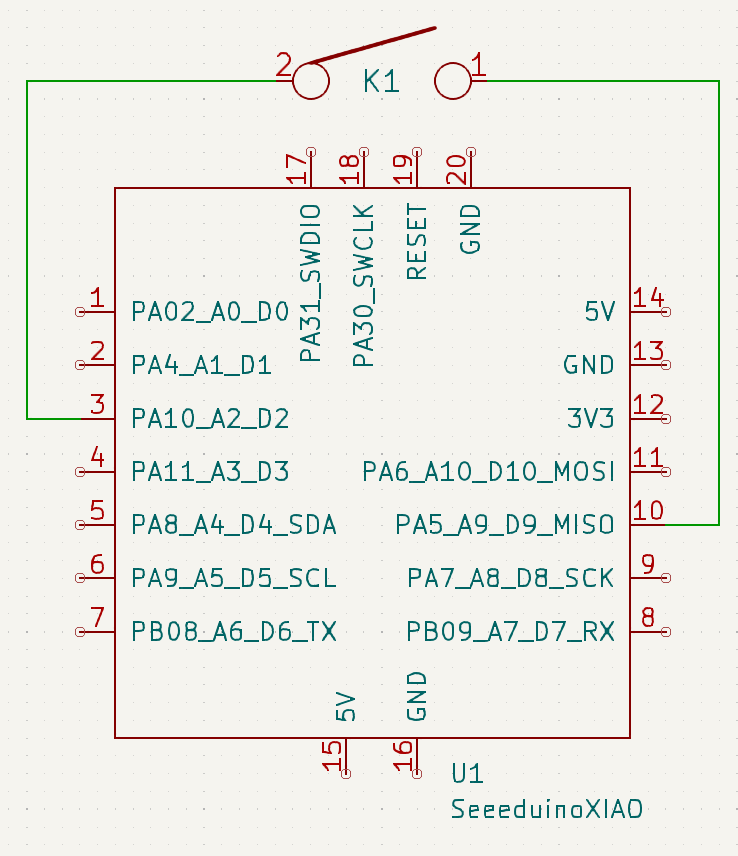 2 K1 1
17 18 19 20
PA31_SWDIO
PA30_SWCLK
RESET
GND
1 PA02_A0_D0
5V 14
2 PA4_A1_D1
GND 13
3 PA10_A2_D2
3V3 12
4 PA11_A3_D3
PA6_A10_D10_MOSI 11
5 PA8_A4_D4_SDA
PA5_A9_D9_MISO 10
6 PA9_A5_D5_SCL
PA7_A8_D8_SCK 9
7 PB08_A6_D6_TX
PB09_A7_D7_RX 8
5V
GND
15 16
U1
SeeeduinoXIAO